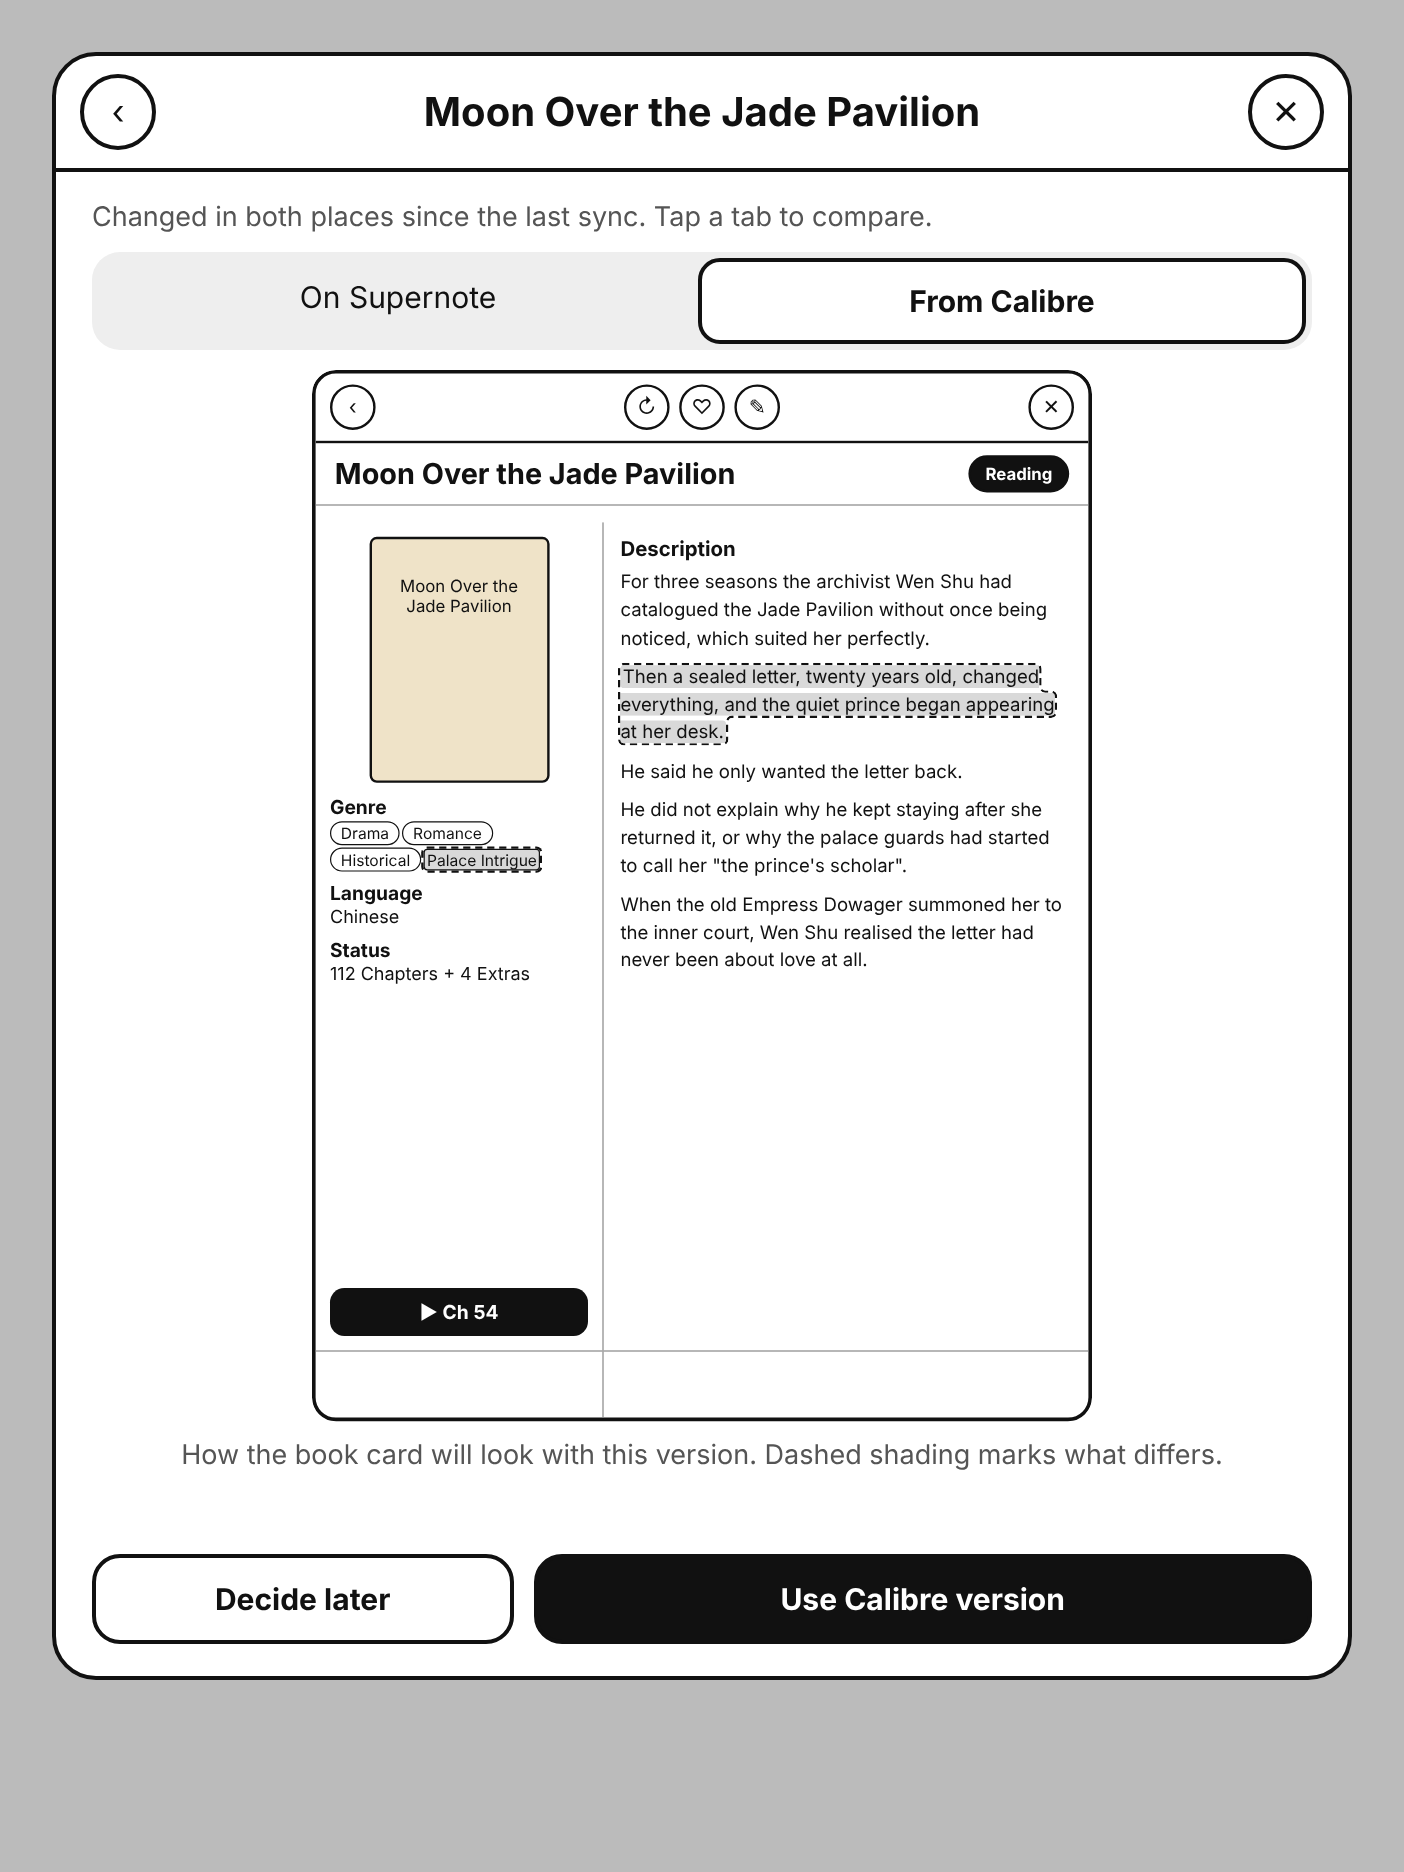 ‹
Moon Over the Jade Pavilion
✕
Changed in both places since the last sync. Tap a tab to compare.
On Supernote
From Calibre
‹
↻ ♡ ✎
✕
Moon Over the Jade Pavilion
Reading
Moon Over the
Jade Pavilion
Genre
Drama Romance
Historical Palace Intrigue
Language
Chinese
Status
112 Chapters + 4 Extras
▶ Ch 54
Description
For three seasons the archivist Wen Shu had
catalogued the Jade Pavilion without once being
noticed, which suited her perfectly.
Then a sealed letter, twenty years old, changed
everything, and the quiet prince began appearing
at her desk.
He said he only wanted the letter back.
He did not explain why he kept staying after she
returned it, or why the palace guards had started
to call her "the prince's scholar".
When the old Empress Dowager summoned her to
the inner court, Wen Shu realised the letter had
never been about love at all.
How the book card will look with this version. Dashed shading marks what differs.
Decide later
Use Calibre version